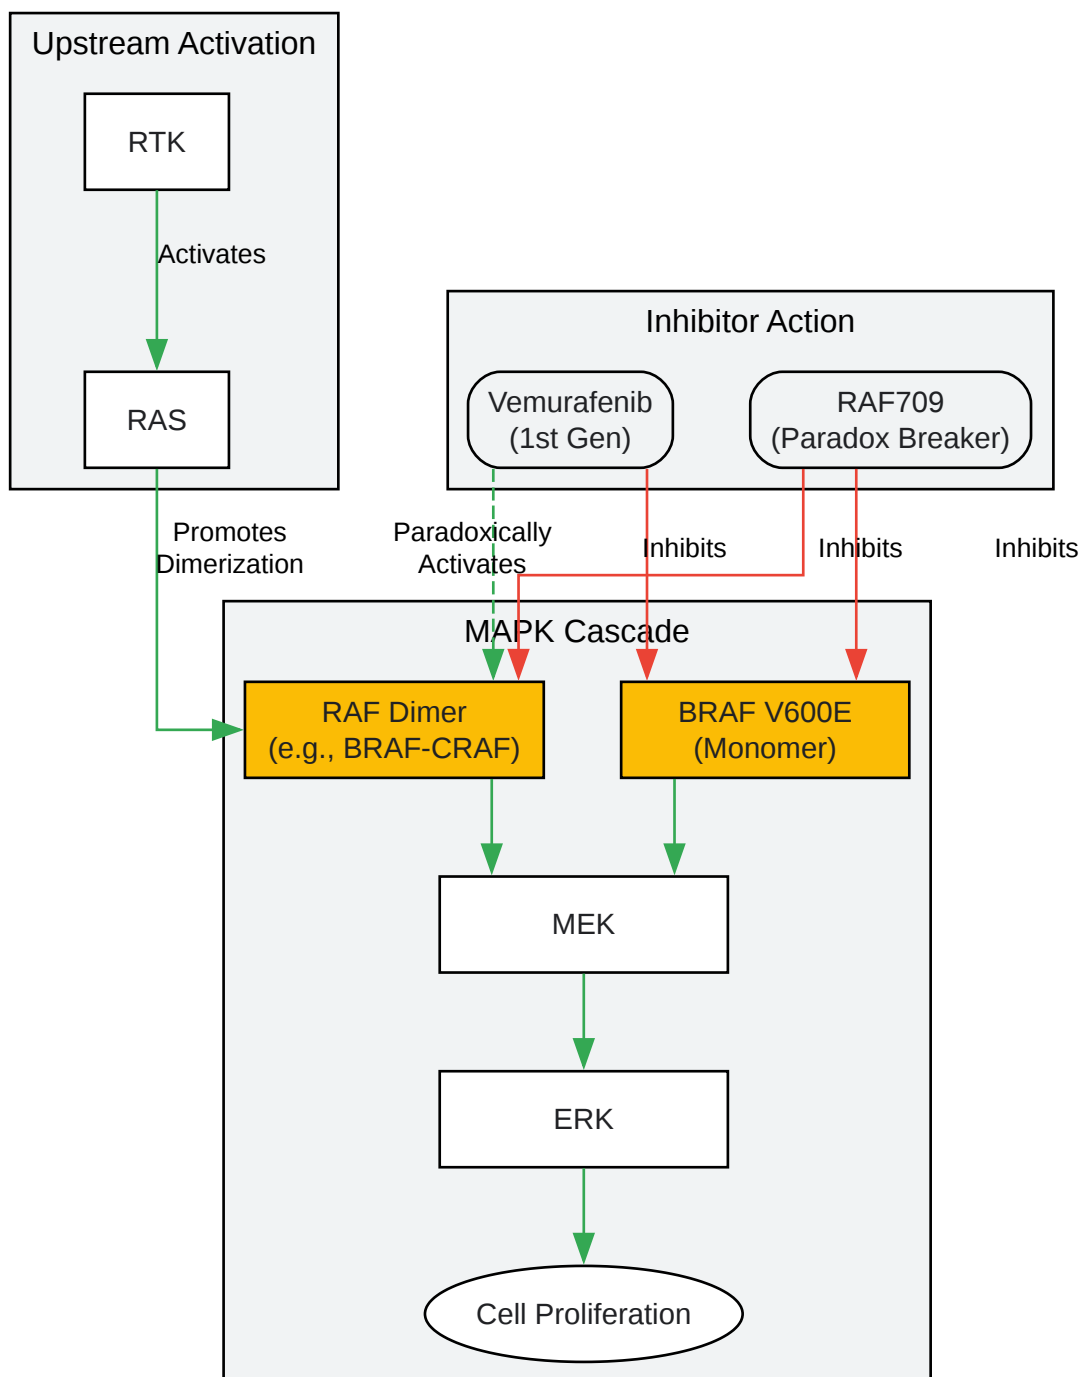 Upstream Activation
RTK
Activates
RAS
Inhibitor Action
Vemurafenib
(1st Gen)
RAF709
(Paradox Breaker)
Promotes
Dimerization
Paradoxically
Activates
Inhibits
Inhibits
Inhibits
MAPK Cascade
RAF Dimer
(e.g., BRAF-CRAF)
BRAF V600E
(Monomer)
MEK
ERK
Cell Proliferation